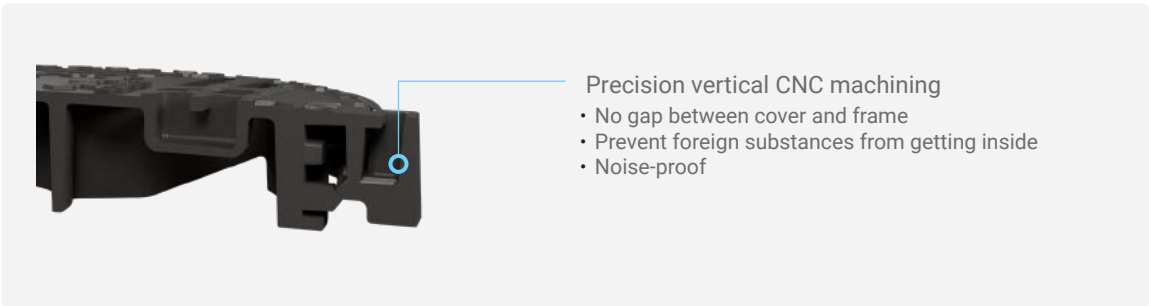 Precision vertical CNC machining
・No gap between cover and frame
・Prevent foreign substances from getting inside
・Noise-proof